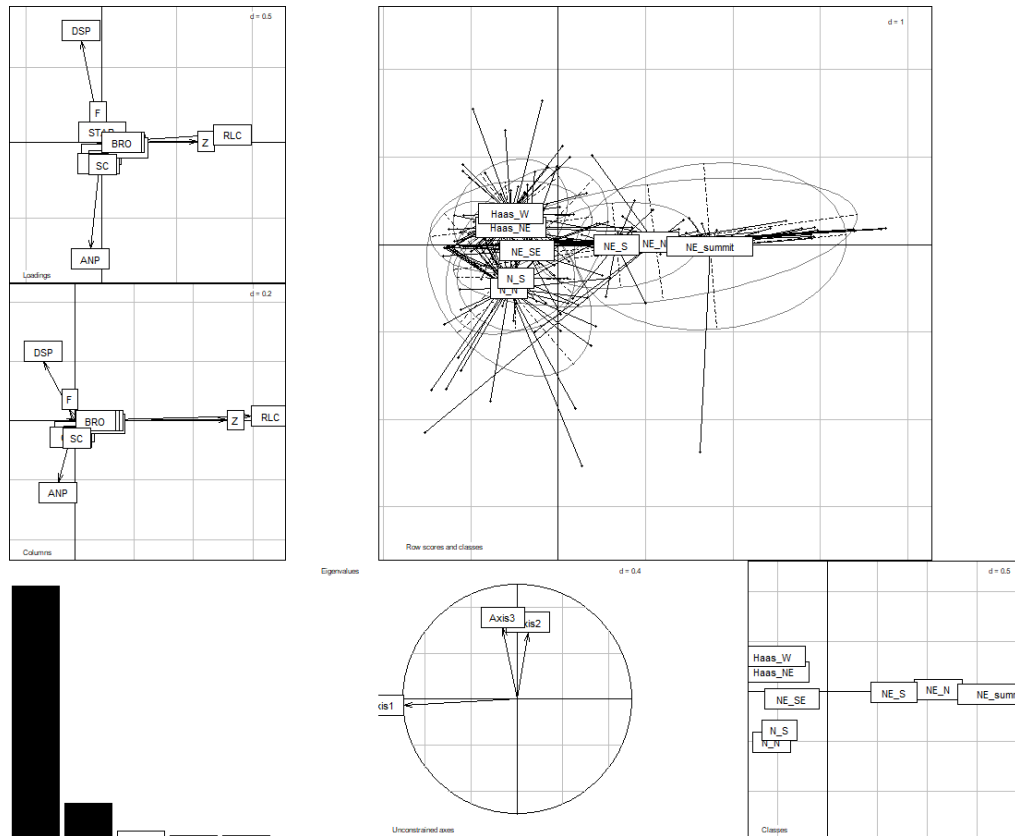 d = 0.5
DSP
F
BRO
Z
RLC
SC
ANP
Loadings
d = 1
Haas_W
Haas_NE
NE_SE
NE_S
NE_N
NE_summit
N_S
N_N
Row scores and classes
d = 0.2
DSP
F
BRO
Z
RLC
SC
ANP
Columns
Eigenvalues
d = 0.4
Axis3
xis2
xis1
Unconstrained axes
d = 0.5
Haas_W
Haas_NE
NE_SE
NE_S
NE_N
NE_sum
N_S
N_N
Classes